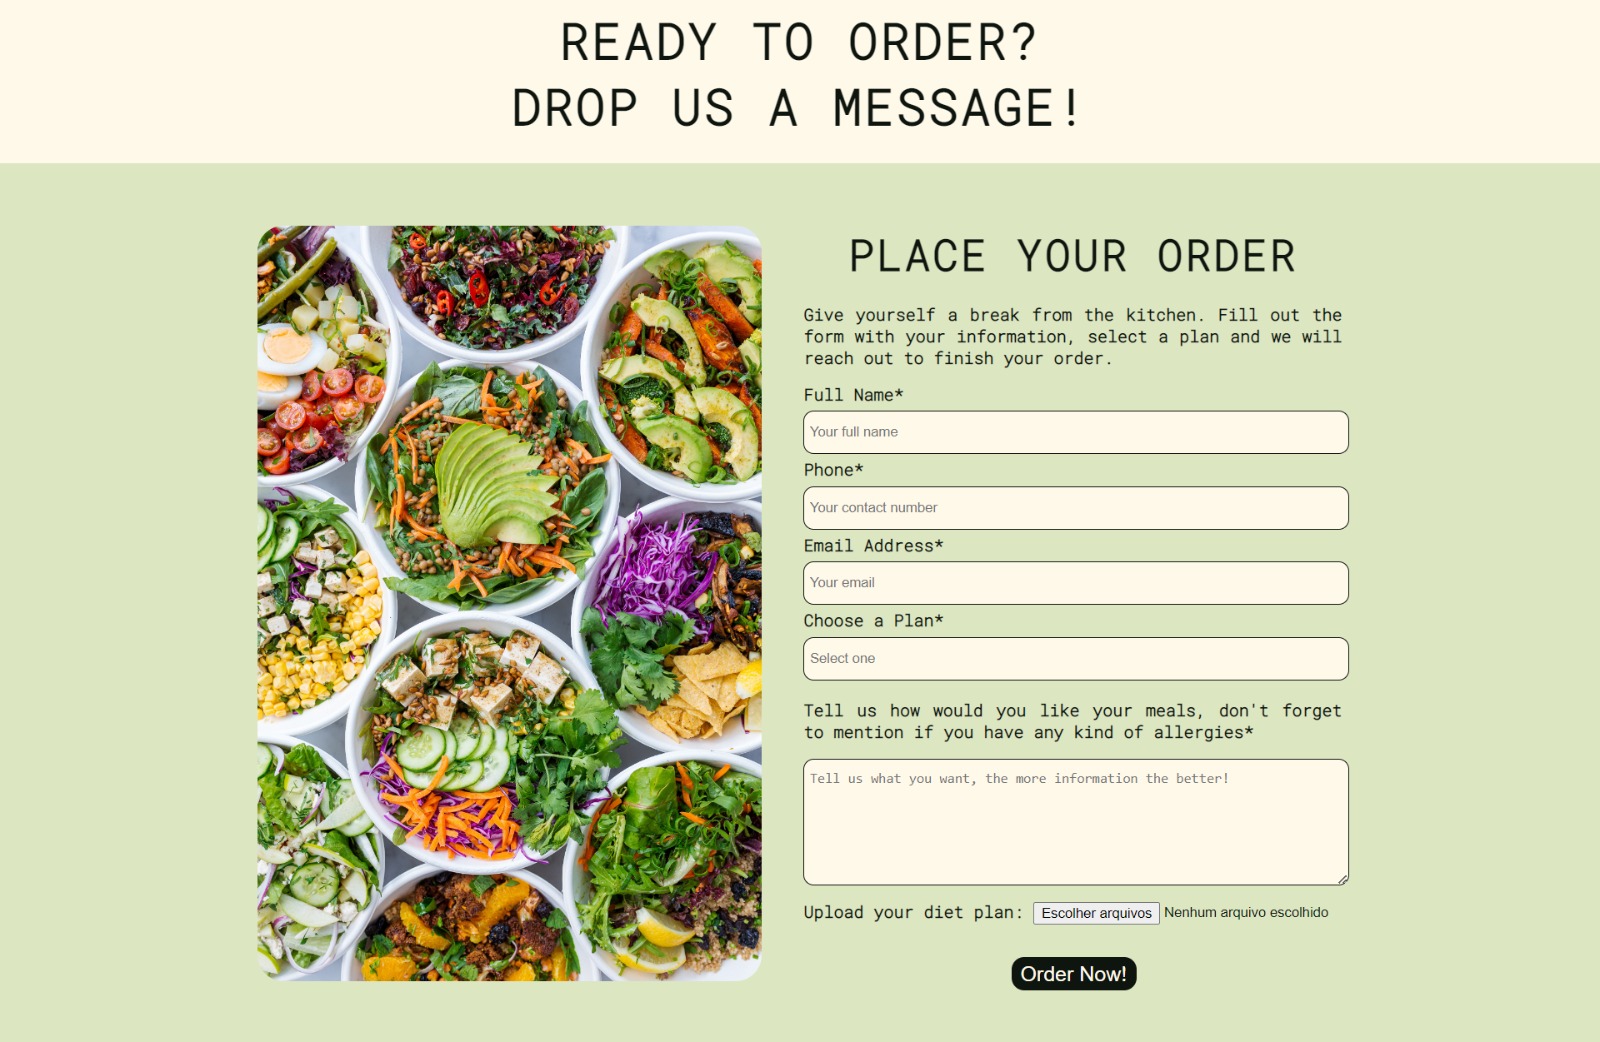 READY TO ORDER?
DROP US A MESSAGE!
PLACE YOUR ORDER
Give yourself a break from the kitchen. Fill out the
form with your information, select a plan and we will
reach out to finish your order.
Full Name*
Your full name
Phone*
Your contact number
Email Address*
Your email
Choose a Plan*
Select one
Tell us how would you like your meals, don't forget
to mention if you have any kind of allergies*
Tell us what you want, the more information the better!
Upload your diet plan: Escolher arquivos Nenhum arquivo escolhido
Order Now!